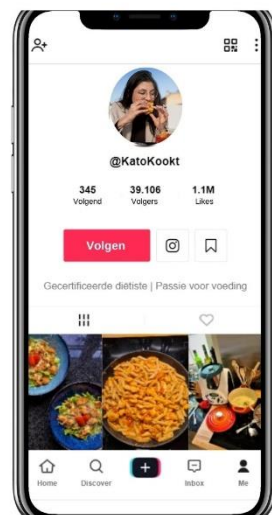 @KatoKookt
345 39.106 1.1M
Volgend Volgers Likes
Volgen
Gecertificeerde diëtiste | Passie voor voeding
Home Discover Inbox Me